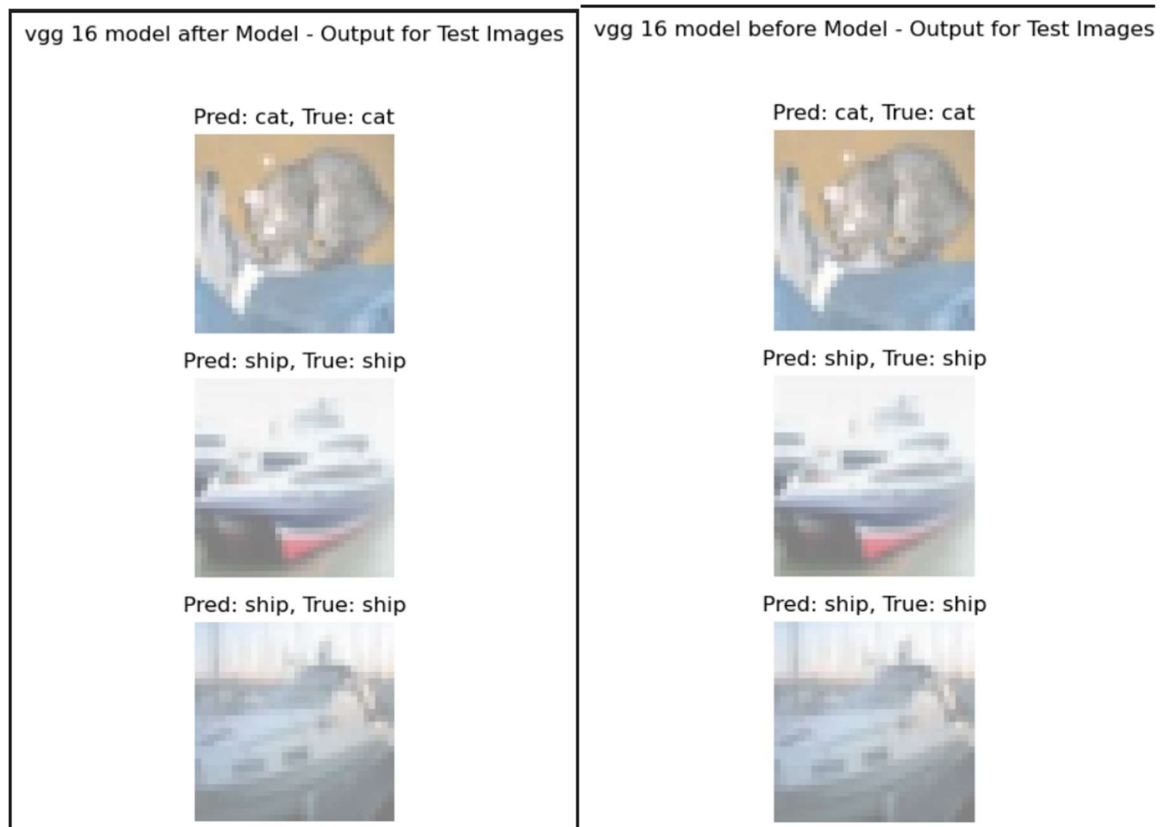 vgg 16 model after Model - Output for Test Images
Pred: cat, True: cat
Pred: ship, True: ship
Pred: ship, True: ship
vgg 16 model before Model - Output for Test Images
Pred: cat, True: cat
Pred: ship, True: ship
Pred: ship, True: ship